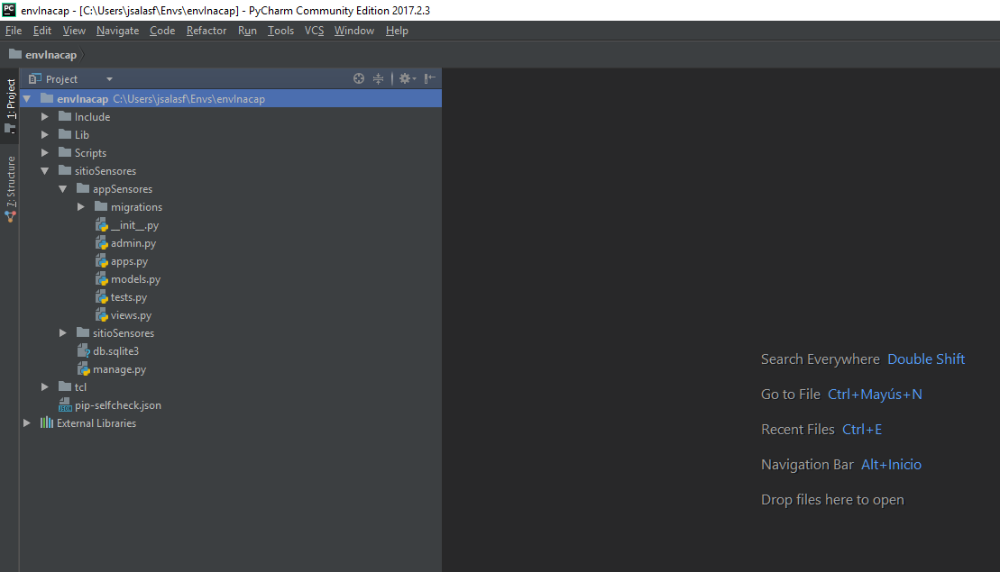 PC envInacap - [C:\Users\jsalasf\Envs\envInacap] - PyCharm Community Edition 2017.2.3
File Edit View Navigate Code Refactor Run Tools VCS Window Help
envInacap
1: Project
7: Structure
Project
envInacap C:\Users\jsalasf\Envs\envInacap
Include
Lib
Scripts
sitioSensores
appSensores
migrations
__init__.py
admin.py
apps.py
models.py
tests.py
views.py
sitioSensores
db.sqlite3
manage.py
tcl
pip-selfcheck.json
External Libraries
Search Everywhere Double Shift
Go to File Ctrl+Mayús+N
Recent Files Ctrl+E
Navigation Bar Alt+Inicio
Drop files here to open